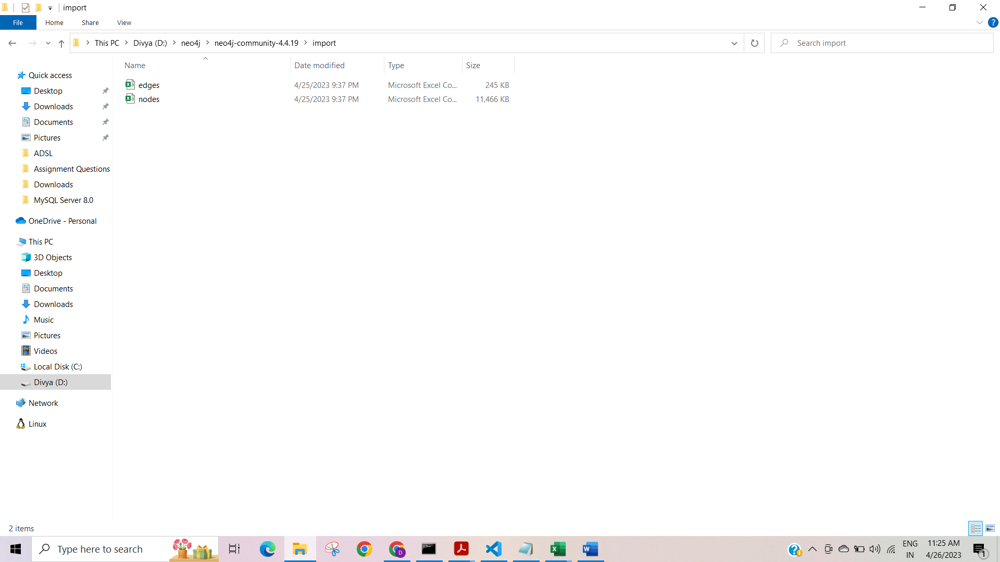 import
File
Home
Share
View
This PC
Divya (D:)
neo4j
neo4j-community-4.4.19
import
Search import
Name
Date modified
Type
Size
edges
4/25/2023 9:37 PM
Microsoft Excel Co...
245 KB
nodes
4/25/2023 9:37 PM
Microsoft Excel Co...
11,466 KB
Quick access
Desktop
Downloads
Documents
Pictures
ADSL
Assignment Questions
Downloads
MySQL Server 8.0
OneDrive - Personal
This PC
3D Objects
Desktop
Documents
Downloads
Music
Pictures
Videos
Local Disk (C:)
Divya (D:)
Network
Linux
2 items
Type here to search
D
ENG
IN
11:25 AM
4/26/2023
1